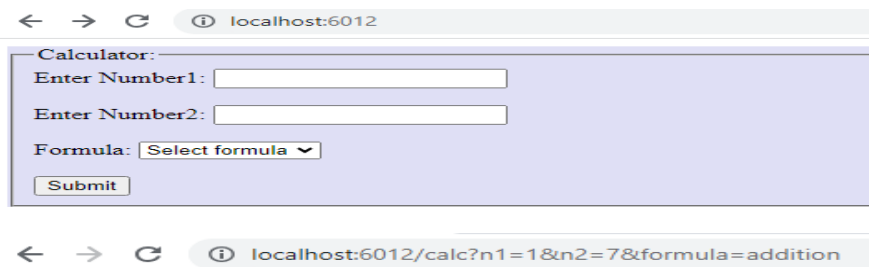 localhost:6012
Calculator:
Enter Number1:
Enter Number2:
Formula: Select formula
Submit
localhost:6012/calc?n1=1&n2=7&formula=addition